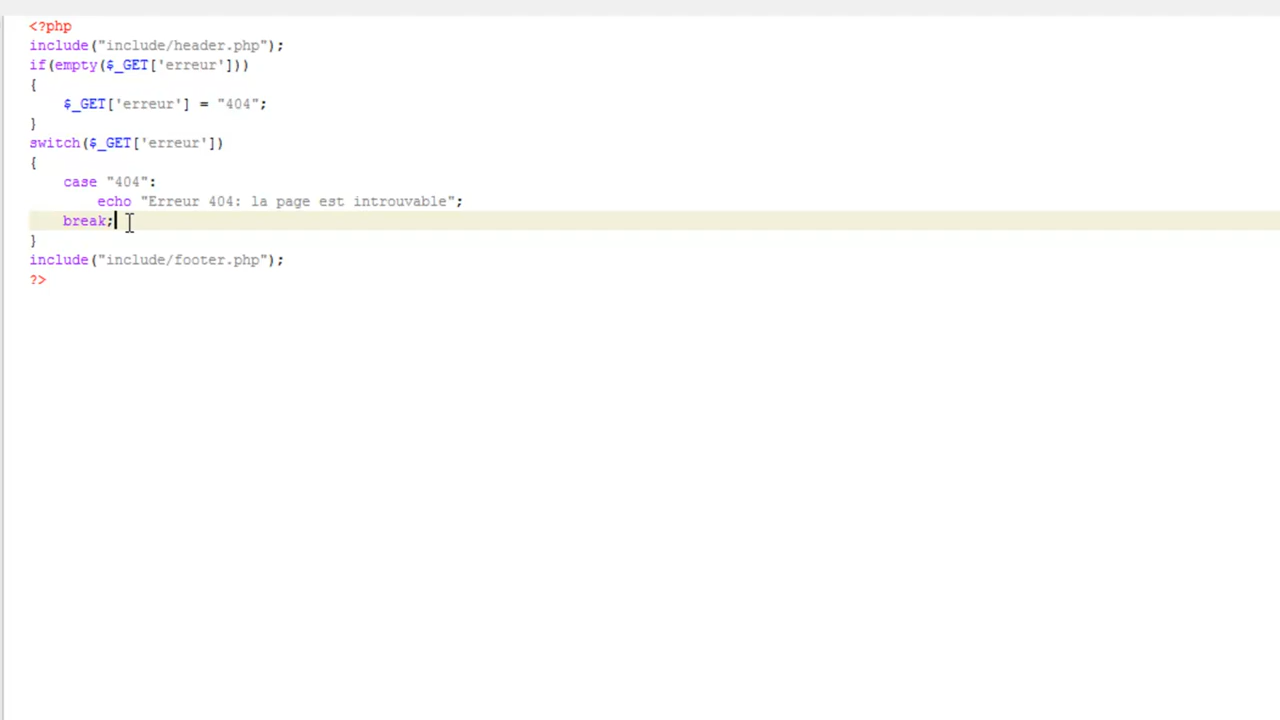 <?php
include("include/header.php");
if(empty($_GET['erreur']))
{
    $_GET['erreur'] = "404";
}
switch($_GET['erreur'])
{
    case "404":
        echo "Erreur 404: la page est introuvable";
    break;
}
include("include/footer.php");
?>